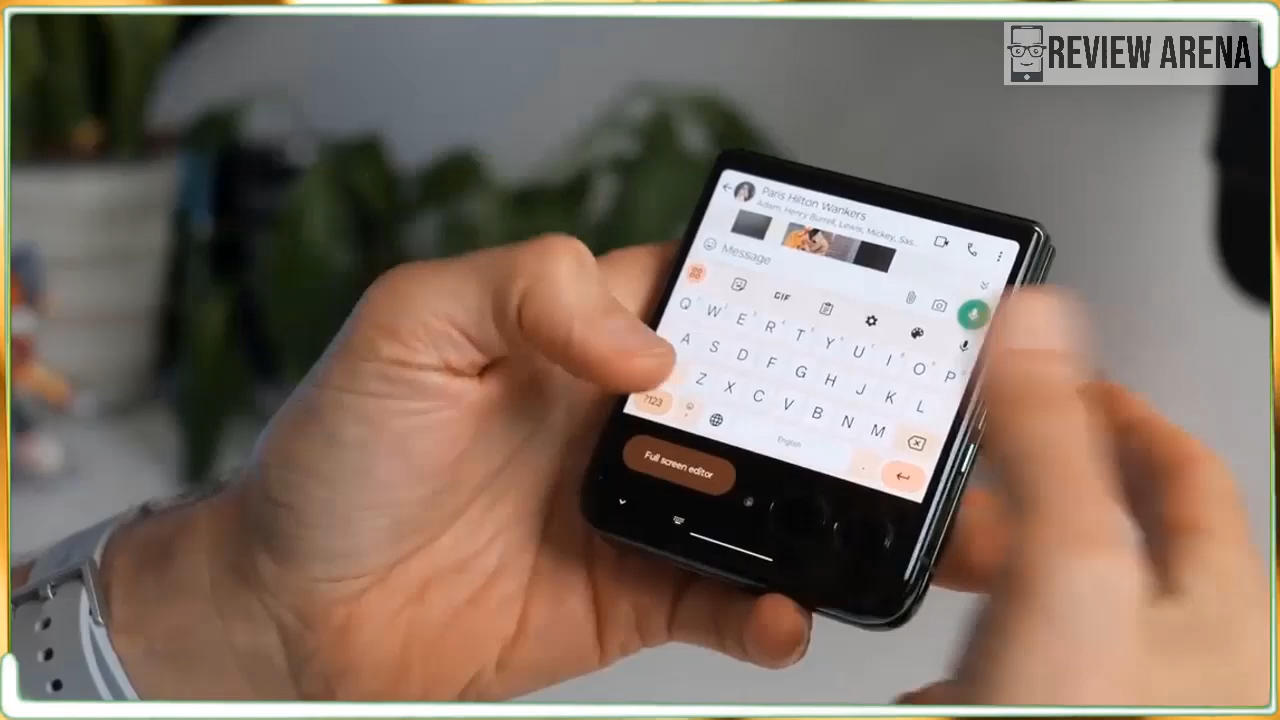 REVIEW ARENA
Paris Hilton Wankers
Adam, Henry Burrell, Lewis, Mickey, Sas...
Message
GIF
Q W E R T Y U I O P
A S D F G H J K L
Z X C V B N M
?123
English
.
Full screen editor